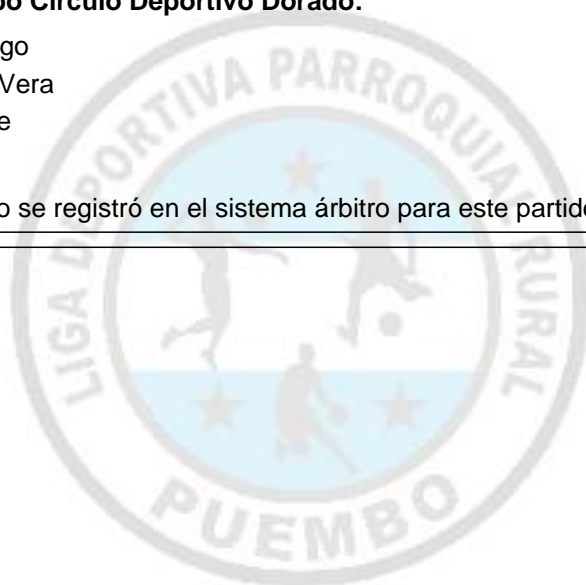 po Círculo Deportivo Dorado:
go
Vera
e
o se registró en el sistema árbitro para este partido
LIGA DEPORTIVA PARROQUIAL RURAL
PUEMBO